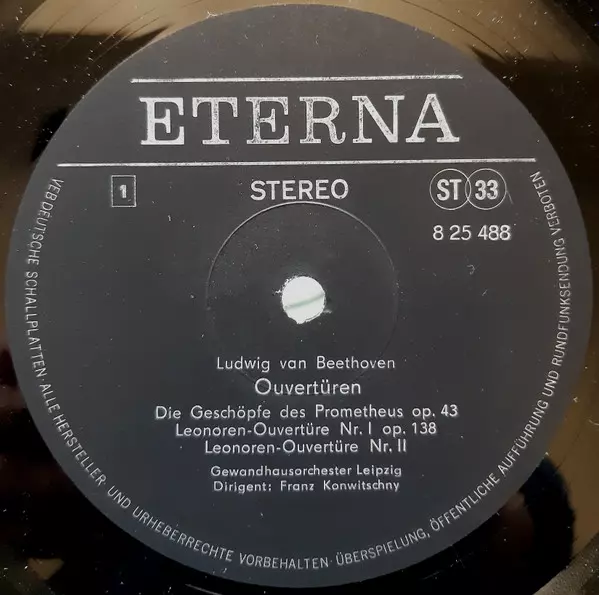 ETERNA
1
STEREO
ST 33
8 25 488
Ludwig van Beethoven
Ouvertüren
Die Geschöpfe des Prometheus op. 43
Leonoren-Ouvertüre Nr. I op. 138
Leonoren-Ouvertüre Nr. II
Gewandhausorchester Leipzig
Dirigent: Franz Konwitschny
VEB DEUTSCHE SCHALLPLATTEN · ALLE HERSTELLER- UND URHEBERRECHTE VORBEHALTEN · ÜBERSPIELUNG, ÖFFENTLICHE AUFFÜHRUNG UND RUNDFUNKSENDUNG VERBOTEN